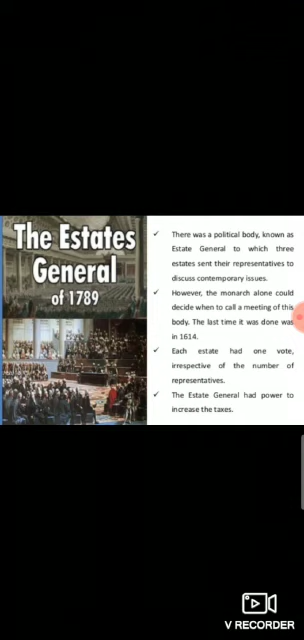 The Estates
General
of 1789
✓ There was a political body, known as
Estate General to which three
estates sent their representatives to
discuss contemporary issues.
✓ However, the monarch alone could
decide when to call a meeting of this
body. The last time it was done was
in 1614.
✓ Each estate had one vote,
irrespective of the number of
representatives.
✓ The Estate General had power to
increase the taxes.
V RECORDER